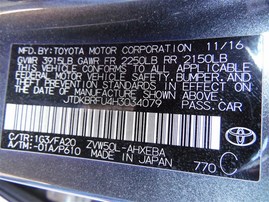 MFD. BY: TOYOTA MOTOR CORPORATION 11/16
GVWR 3915LB GAWR FR 2250LB RR 2150LB
THIS VEHICLE CONFORMS TO ALL APPLICABLE
FEDERAL MOTOR VEHICLE SAFETY, BUMPER, AND
THEFT PREVENTION STANDARDS IN EFFECT ON
THE DATE OF MANUFACTURE SHOWN ABOVE.
JTDKBRFU4H3034079 PASS. CAR
C/TR: 1G3/FA20 ZVW50L-AHXEBA
A/TM: -01A/P610 MADE IN JAPAN
770 C
TOYOTA